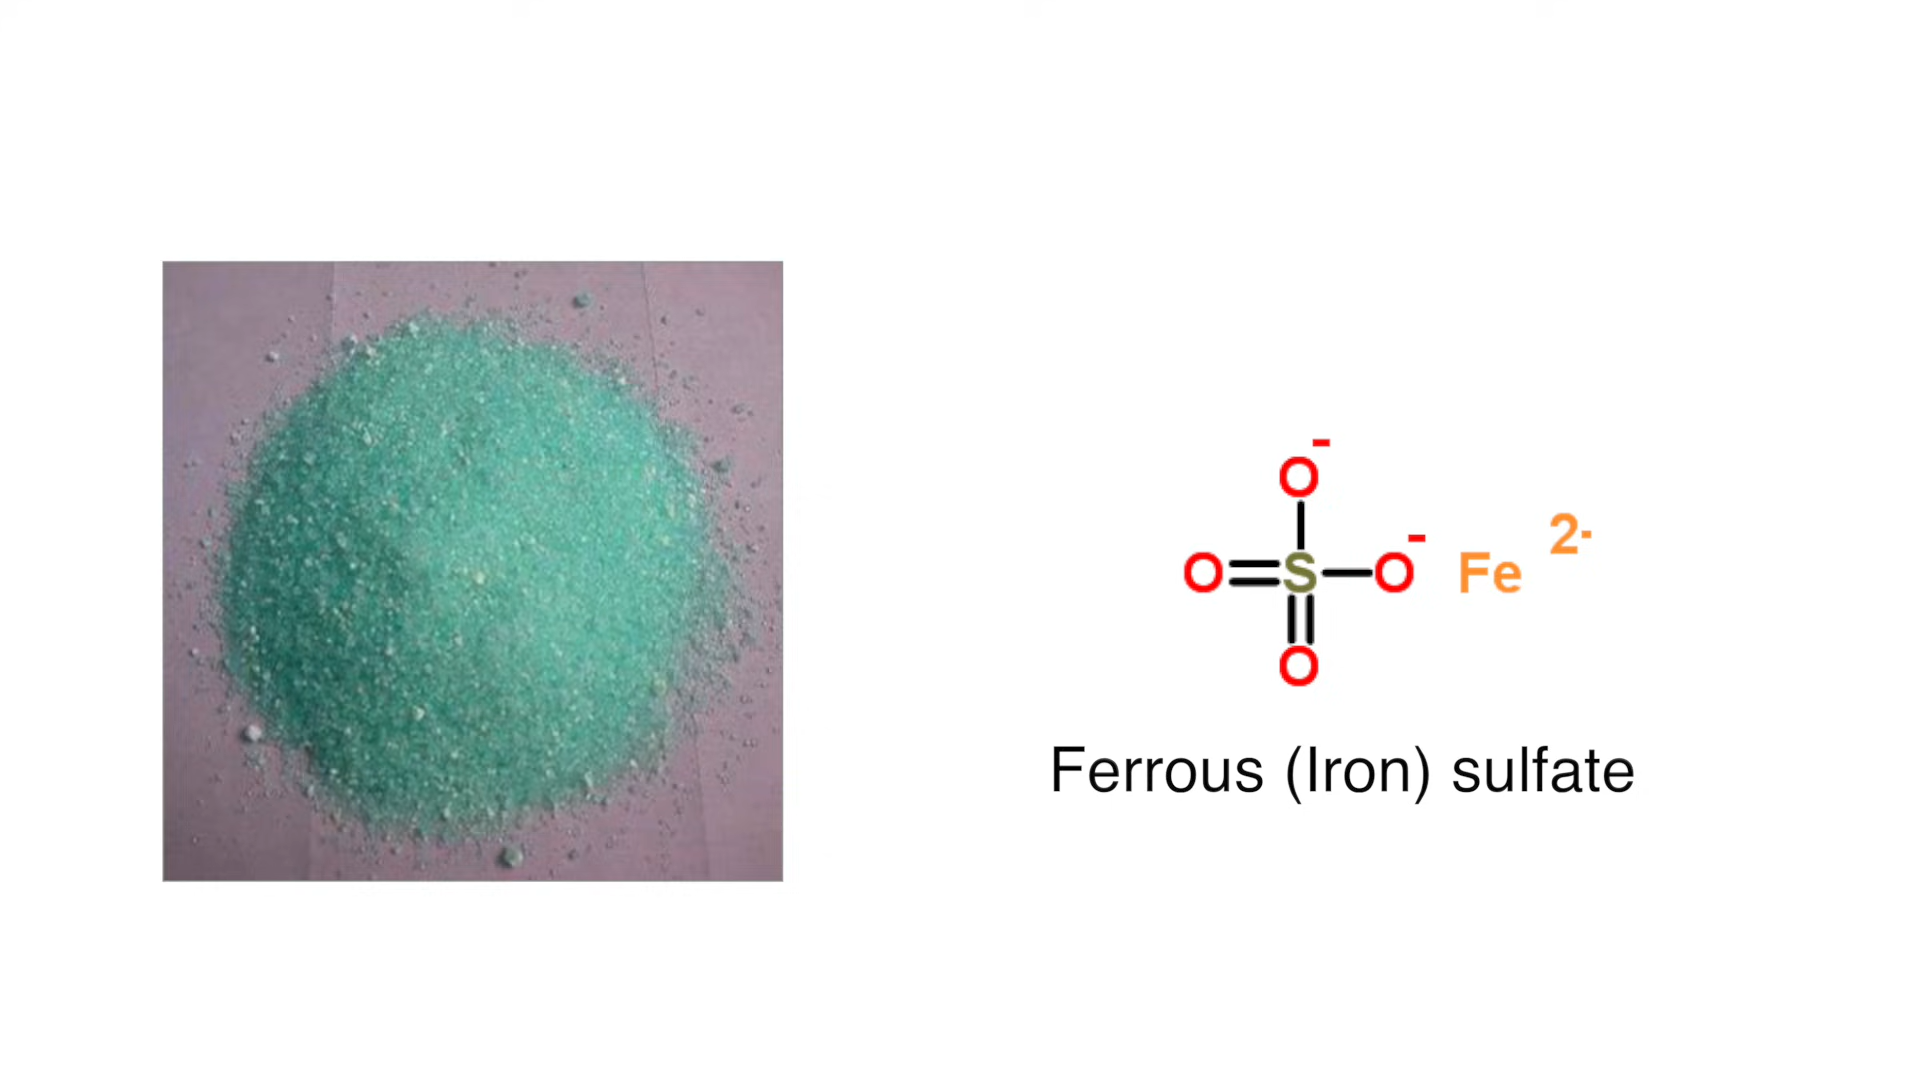 O-
O=S-O- Fe 2-
O
Ferrous (Iron) sulfate